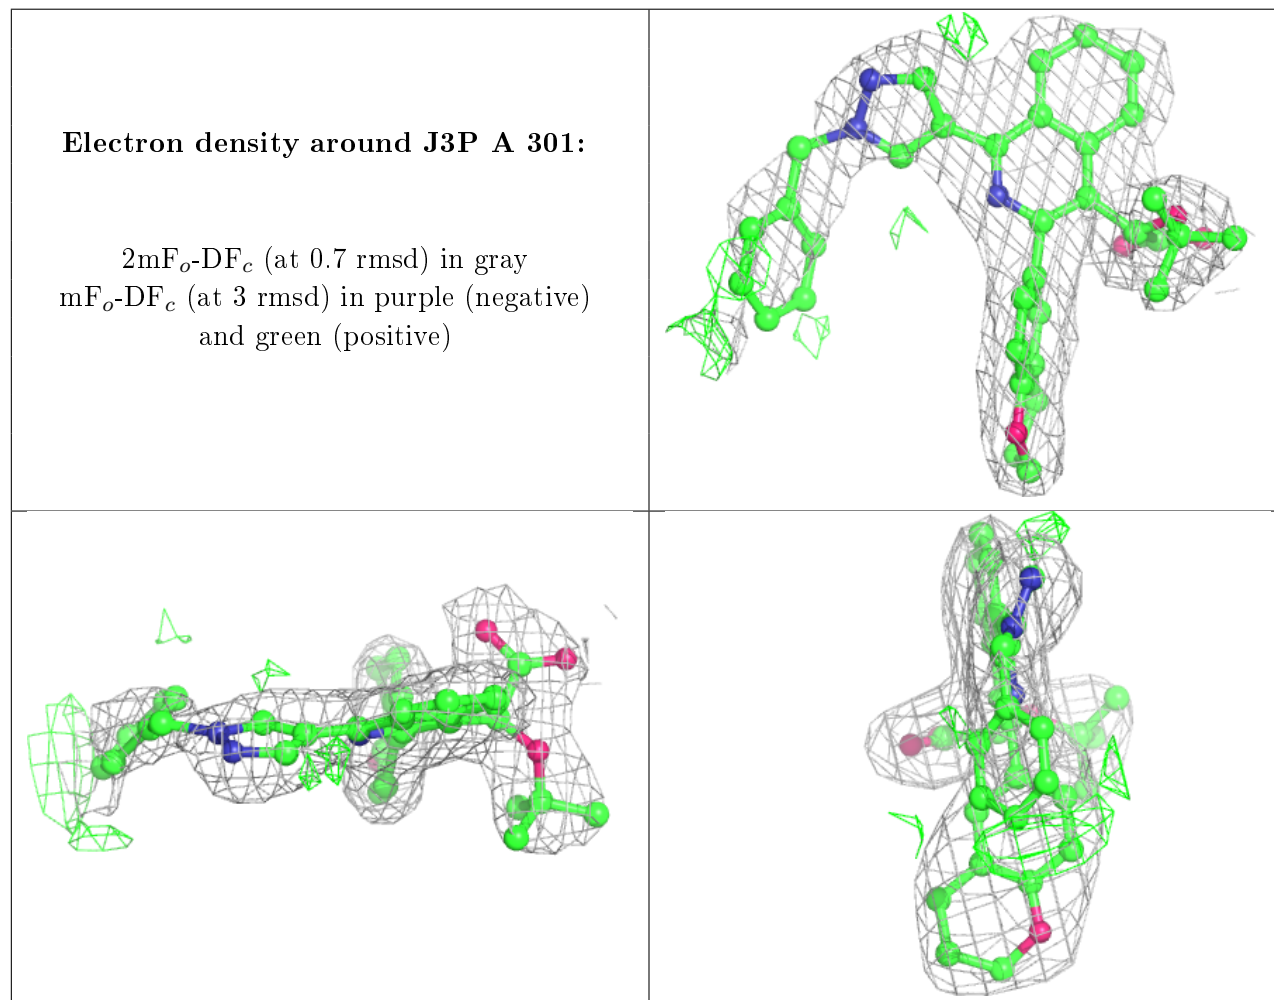 Electron density around J3P A 301:
2mFo-DFc (at 0.7 rmsd) in gray
mFo-DFc (at 3 rmsd) in purple (negative)
and green (positive)